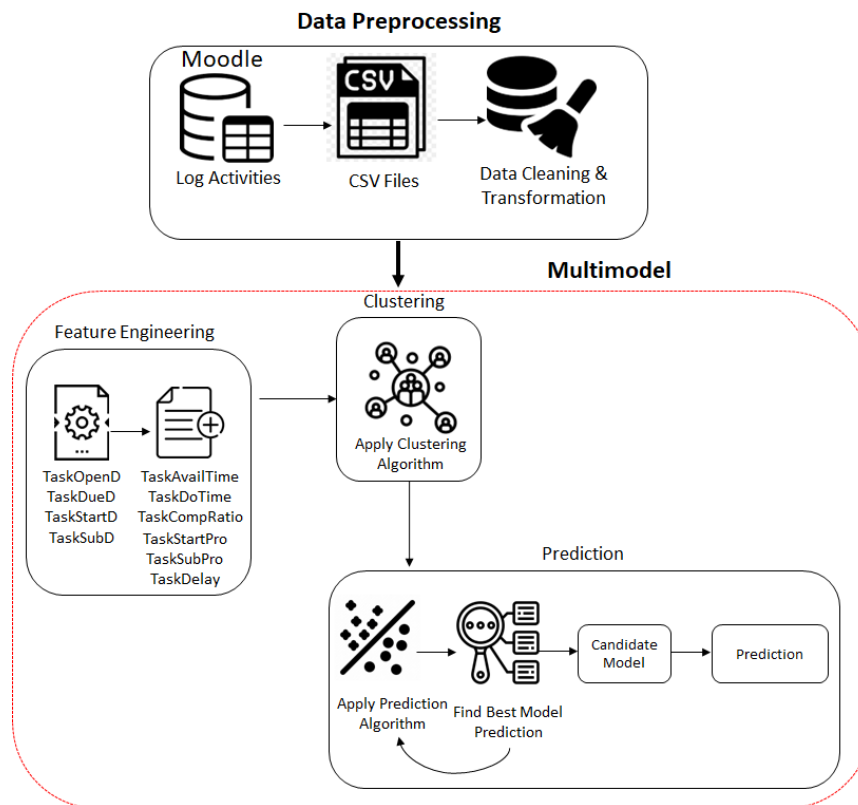 Data Preprocessing
Moodle
CSV
Log Activities
CSV Files
Data Cleaning &
Transformation
Multimodel
Clustering
Feature Engineering
Apply Clustering
Algorithm
TaskOpenD
TaskDueD
TaskStartD
TaskSubD
TaskAvailTime
TaskDoTime
TaskCompRatio
TaskStartPro
TaskSubPro
TaskDelay
Prediction
Apply Prediction
Algorithm
Find Best Model
Prediction
Candidate
Model
Prediction